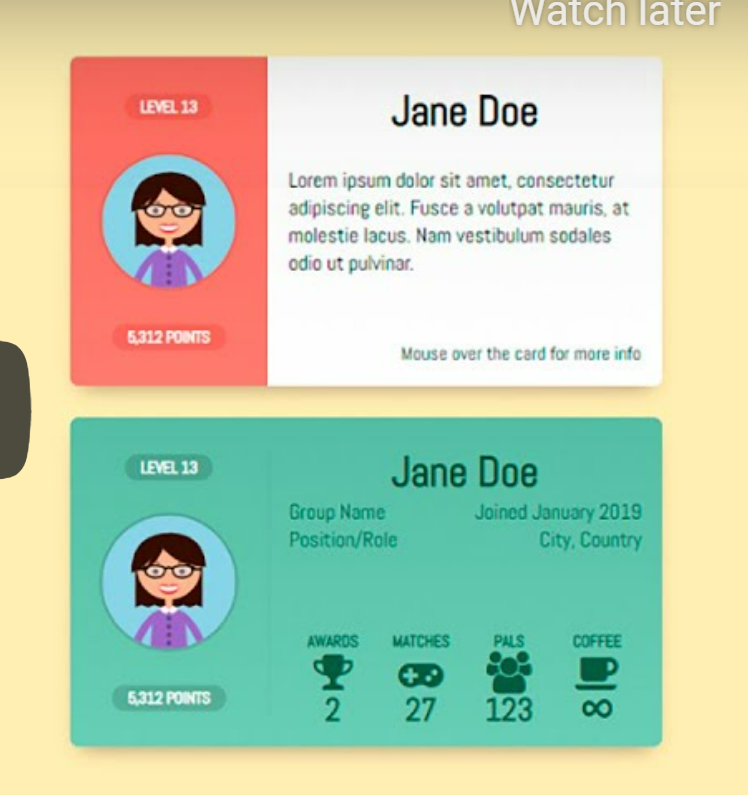 Watch later
LEVEL 13
Jane Doe
Lorem ipsum dolor sit amet, consectetur
adipiscing elit. Fusce a volutpat mauris, at
molestie lacus. Nam vestibulum sodales
odio ut pulvinar.
5,312 POINTS
Mouse over the card for more info
LEVEL 13
Jane Doe
Group Name Joined January 2019
Position/Role City, Country
AWARDS MATCHES PALS COFFEE
2 27 123 ∞
5,312 POINTS